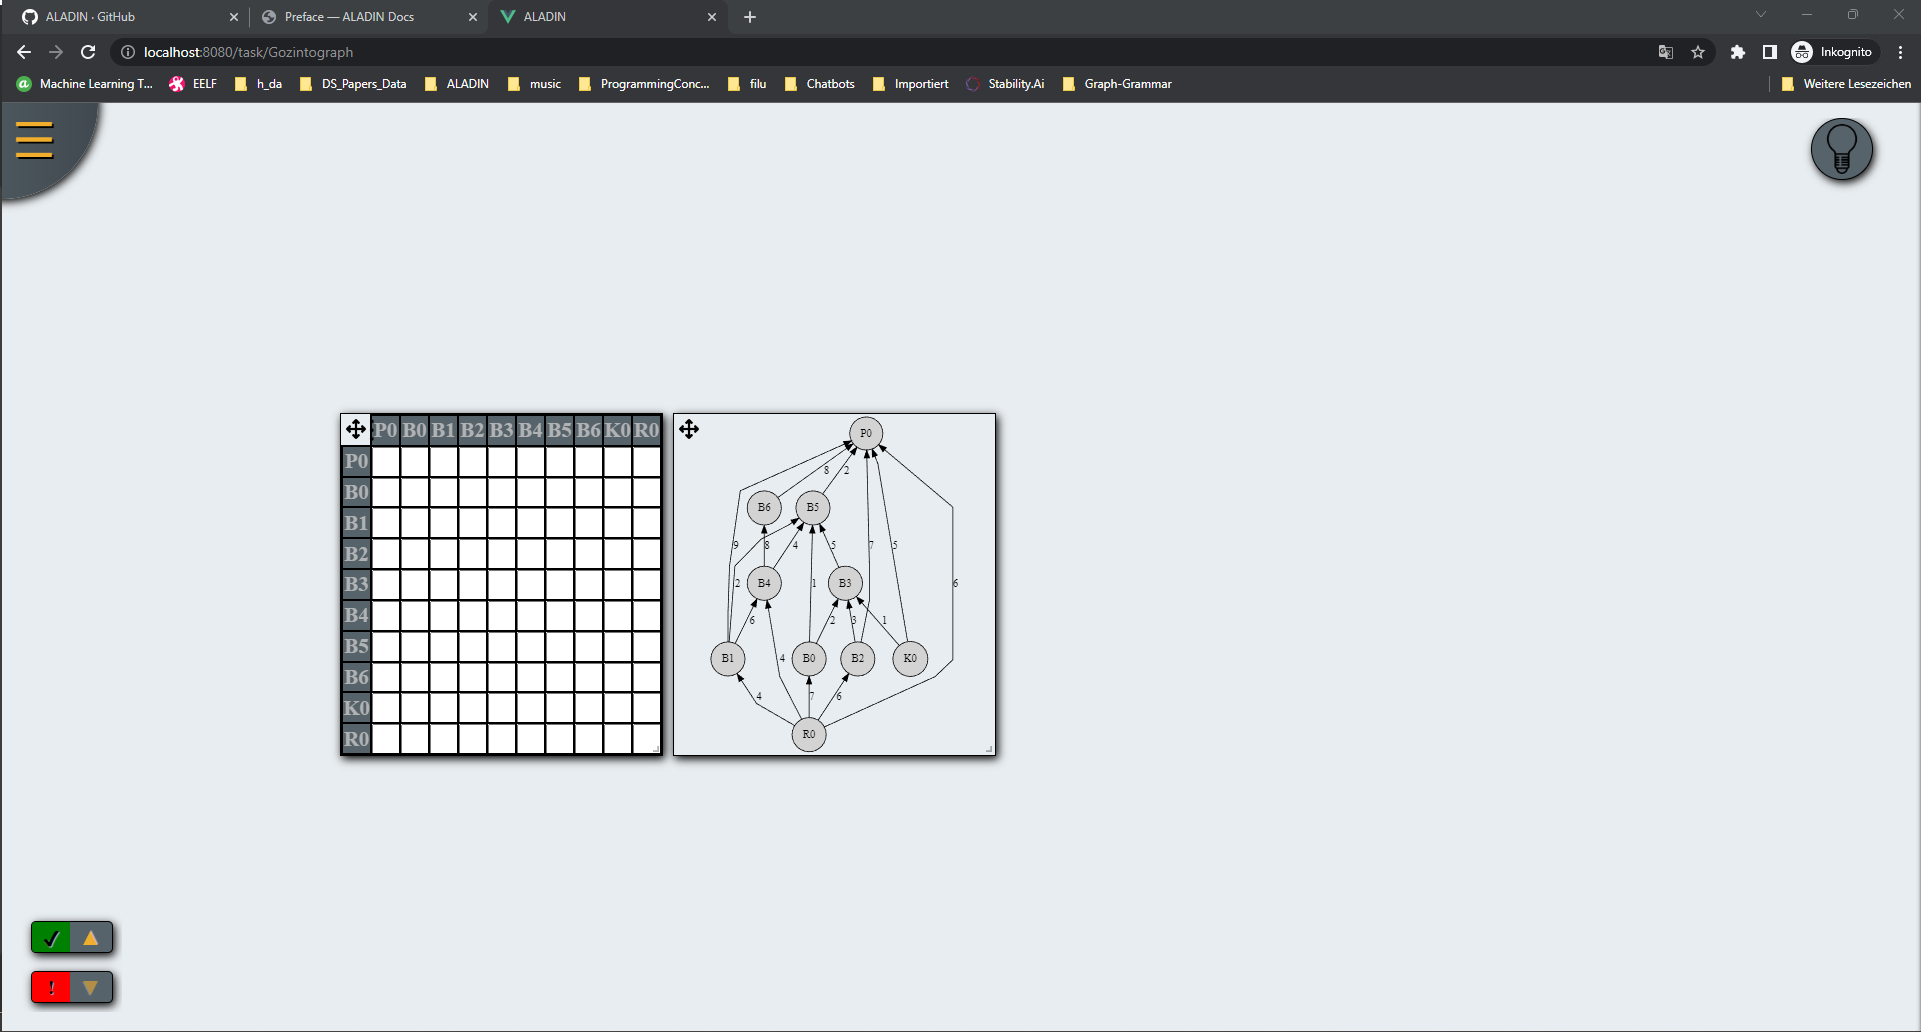 ALADIN · GitHub
Preface — ALADIN Docs
ALADIN
localhost:8080/task/Gozintograph
Inkognito
Machine Learning T...
EELF
h_da
DS_Papers_Data
ALADIN
music
ProgrammingConc...
filu
Chatbots
Importiert
Stability.Ai
Graph-Grammar
Weitere Lesezeichen
P0 B0 B1 B2 B3 B4 B5 B6 K0 R0
P0
B0
B1
B2
B3
B4
B5
B6
K0
R0
P0
8 2
B6 B5
9 8 4 5 7 5
2 B4 1 B3 6
6 2 3 1
B1 4 B0 B2 K0
4 7 6
R0
!